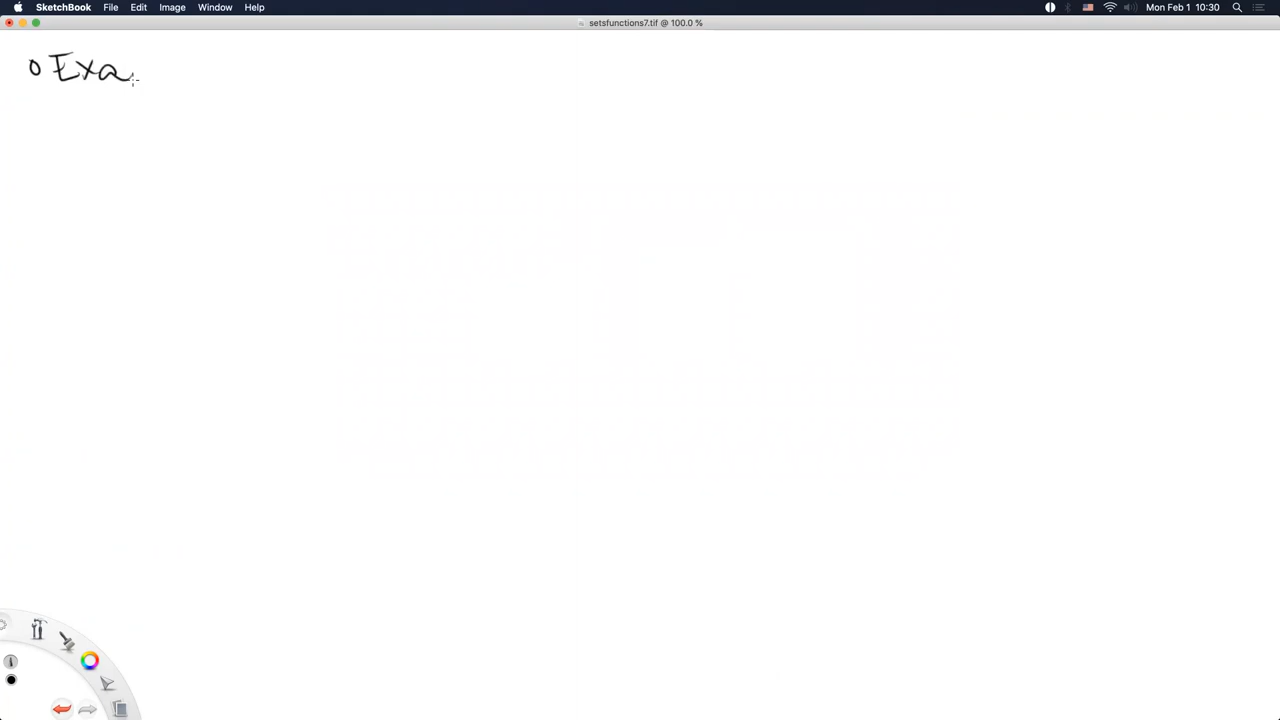 SketchBook File Edit Image Window Help Mon Feb 1 10:30
setsfunctions7.tif @ 100.0 %
o Exa